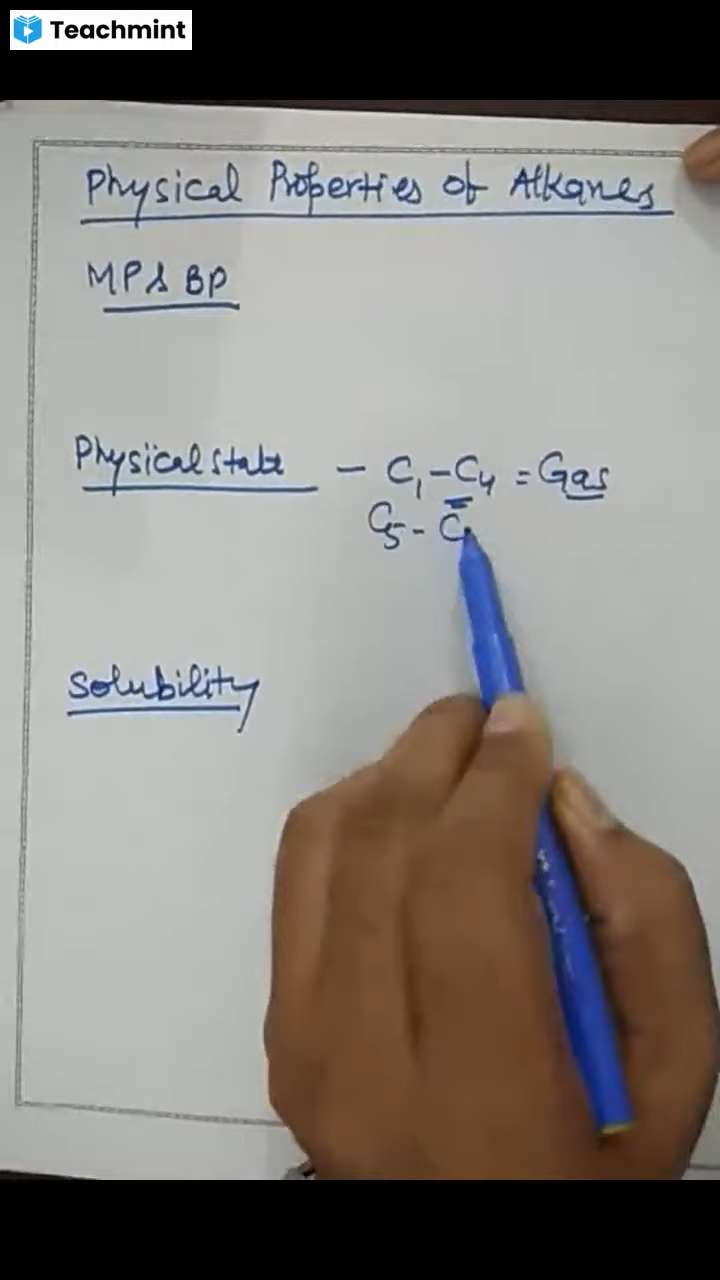 Teachmint
Physical Properties of Alkanes
MP & BP
Physical state - C₁ - C₄ = Gas
C₅ - C
Solubility